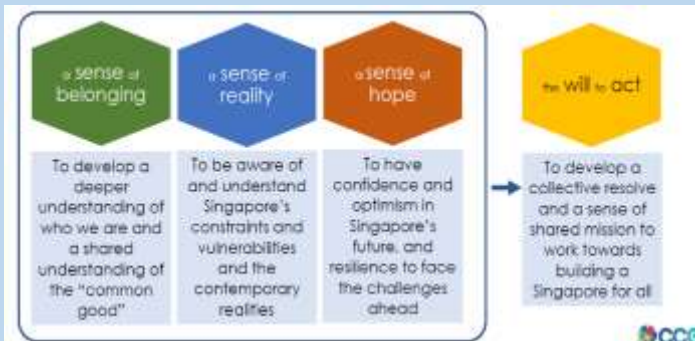 a sense of
belonging
To develop a
deeper
understanding of
who we are and
a shared
understanding of
the “common
good”
a sense of
reality
To be aware of
and understand
Singapore's
constraints and
vulnerabilities
and the
contemporary
realities
a sense of
hope
To have
confidence and
optimism in
Singapore's
future, and
resilience to face
the challenges
ahead
the will to act
To develop a
collective resolve
and a sense of
shared mission to
work towards
building a
Singapore for all